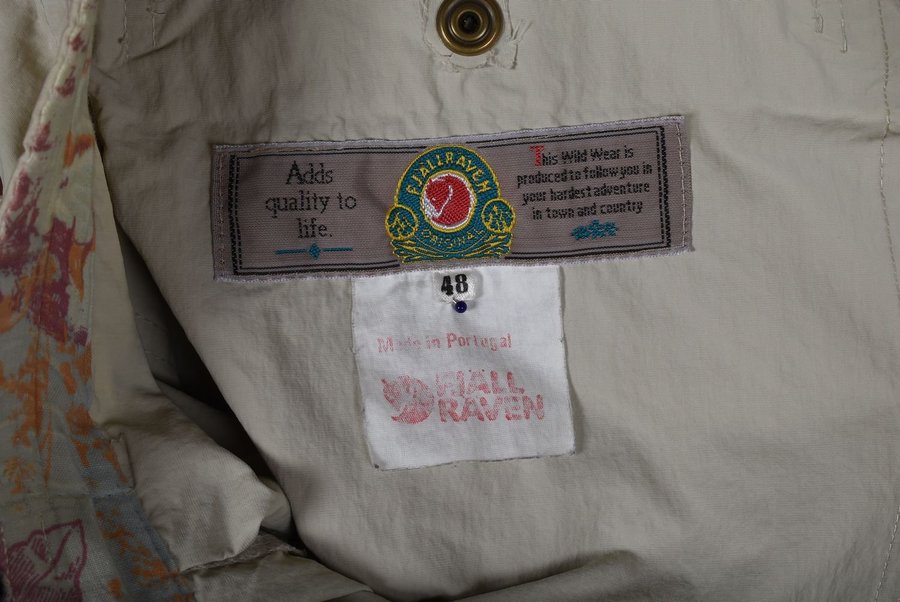 Adds
quality to
life.
FJALLRAVEN
ORIGINAL
This Wild Wear is
produced to follow you in
your hardest adventure
in town and country
48
Made in Portugal
FJÄLL
RAVEN